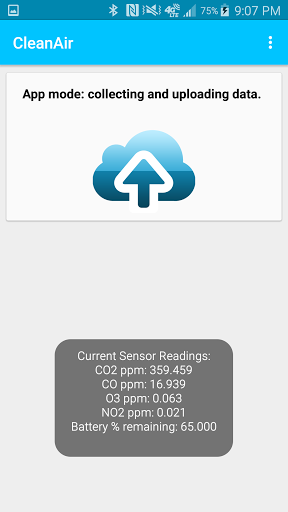 75% 9:07 PM
CleanAir
App mode: collecting and uploading data.
Current Sensor Readings:
CO2 ppm: 359.459
CO ppm: 16.939
O3 ppm: 0.063
NO2 ppm: 0.021
Battery % remaining: 65.000